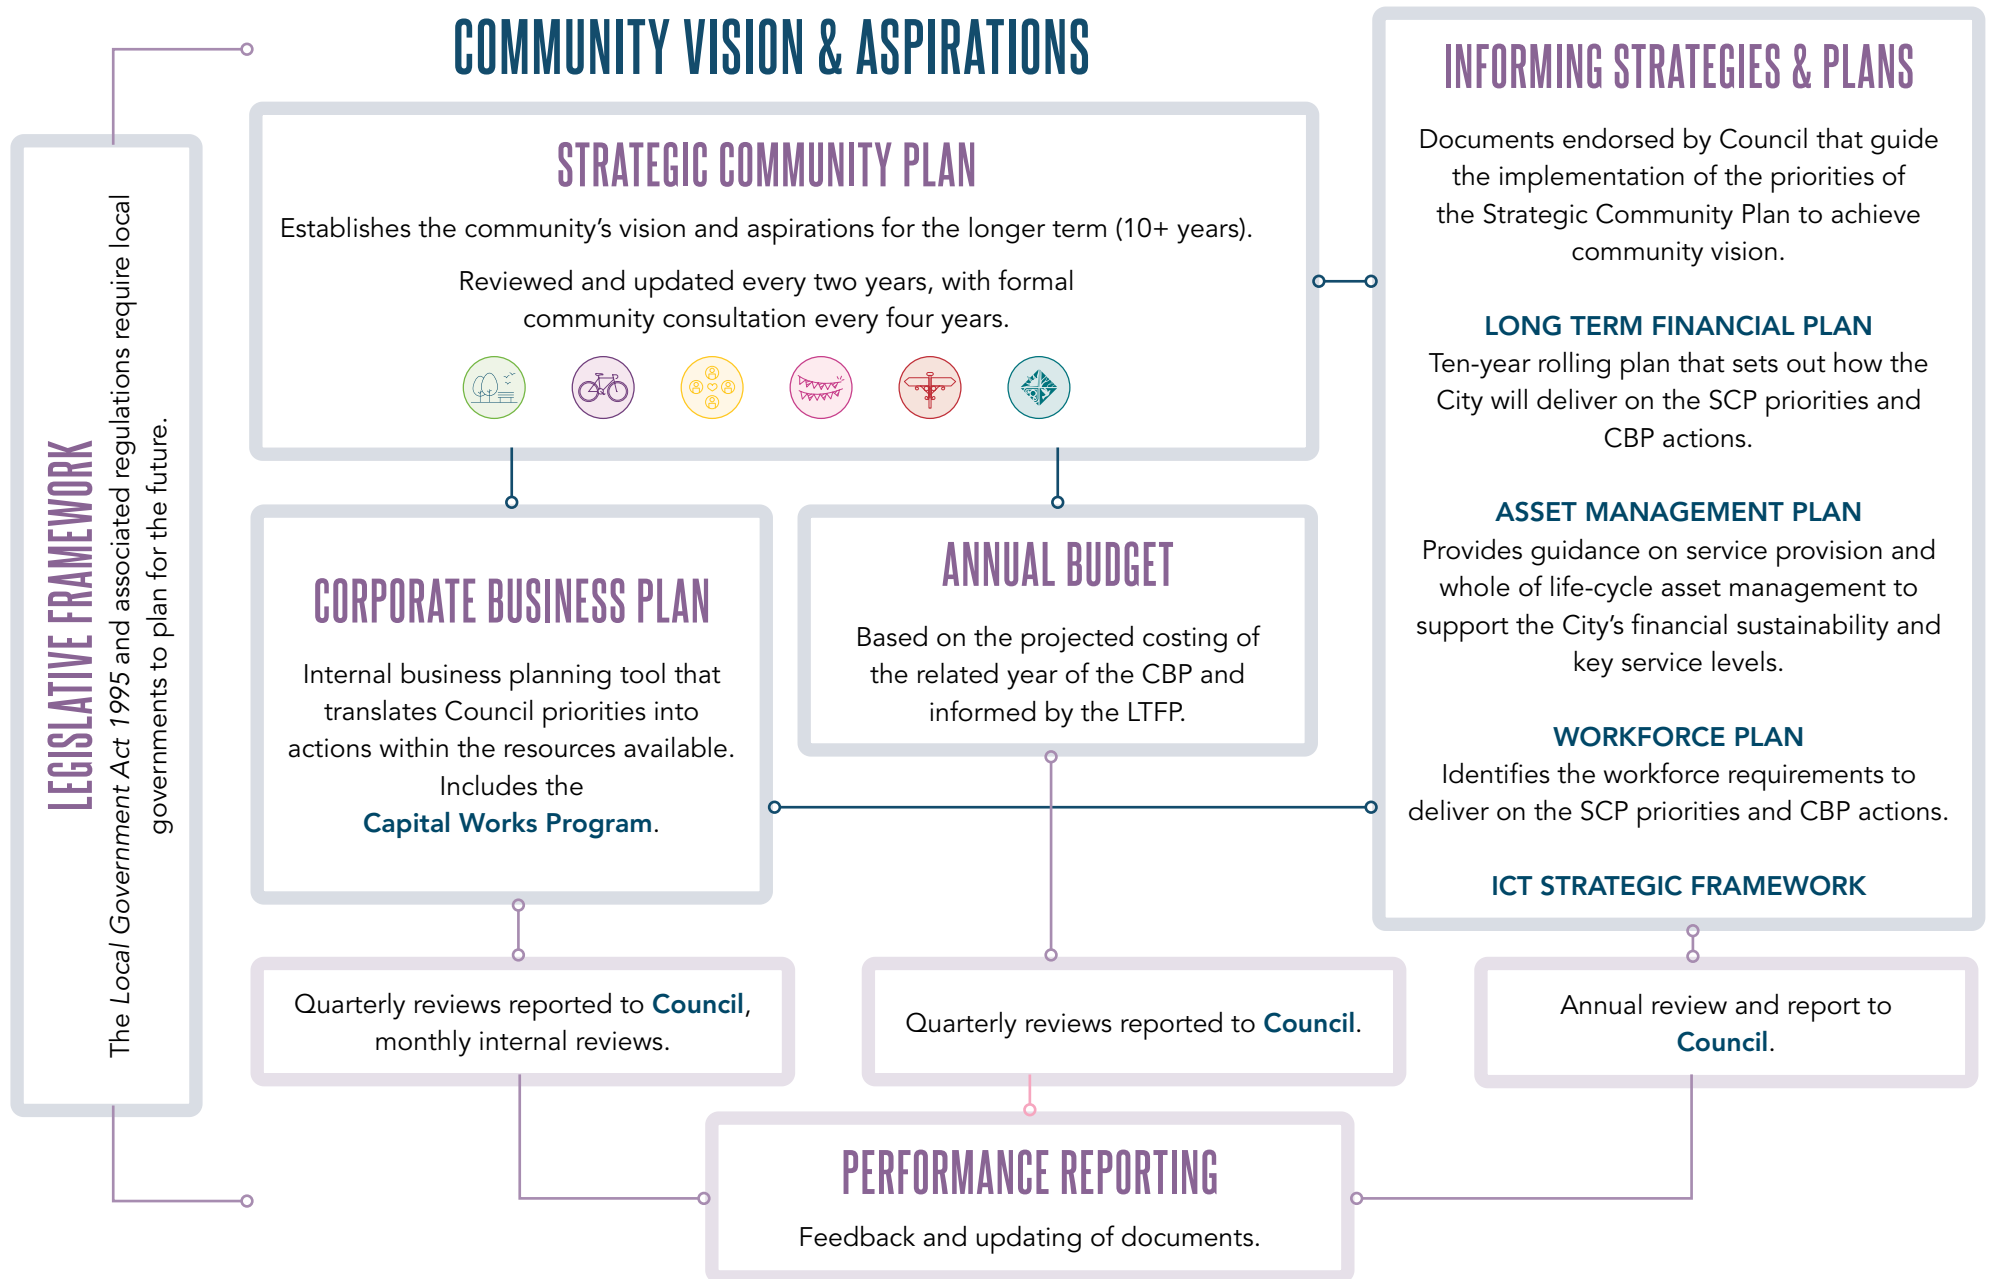 COMMUNITY VISION & ASPIRATIONS
LEGISLATIVE FRAMEWORK
The Local Government Act 1995 and associated regulations require local
governments to plan for the future.
STRATEGIC COMMUNITY PLAN
Establishes the community’s vision and aspirations for the longer term (10+ years).
Reviewed and updated every two years, with formal
community consultation every four years.
CORPORATE BUSINESS PLAN
Internal business planning tool that
translates Council priorities into
actions within the resources available.
Includes the
Capital Works Program.
ANNUAL BUDGET
Based on the projected costing of
the related year of the CBP and
informed by the LTFP.
INFORMING STRATEGIES & PLANS
Documents endorsed by Council that guide
the implementation of the priorities of
the Strategic Community Plan to achieve
community vision.
LONG TERM FINANCIAL PLAN
Ten-year rolling plan that sets out how the
City will deliver on the SCP priorities and
CBP actions.
ASSET MANAGEMENT PLAN
Provides guidance on service provision and
whole of life-cycle asset management to
support the City’s financial sustainability and
key service levels.
WORKFORCE PLAN
Identifies the workforce requirements to
deliver on the SCP priorities and CBP actions.
ICT STRATEGIC FRAMEWORK
Quarterly reviews reported to Council,
monthly internal reviews.
Quarterly reviews reported to Council.
Annual review and report to
Council.
PERFORMANCE REPORTING
Feedback and updating of documents.